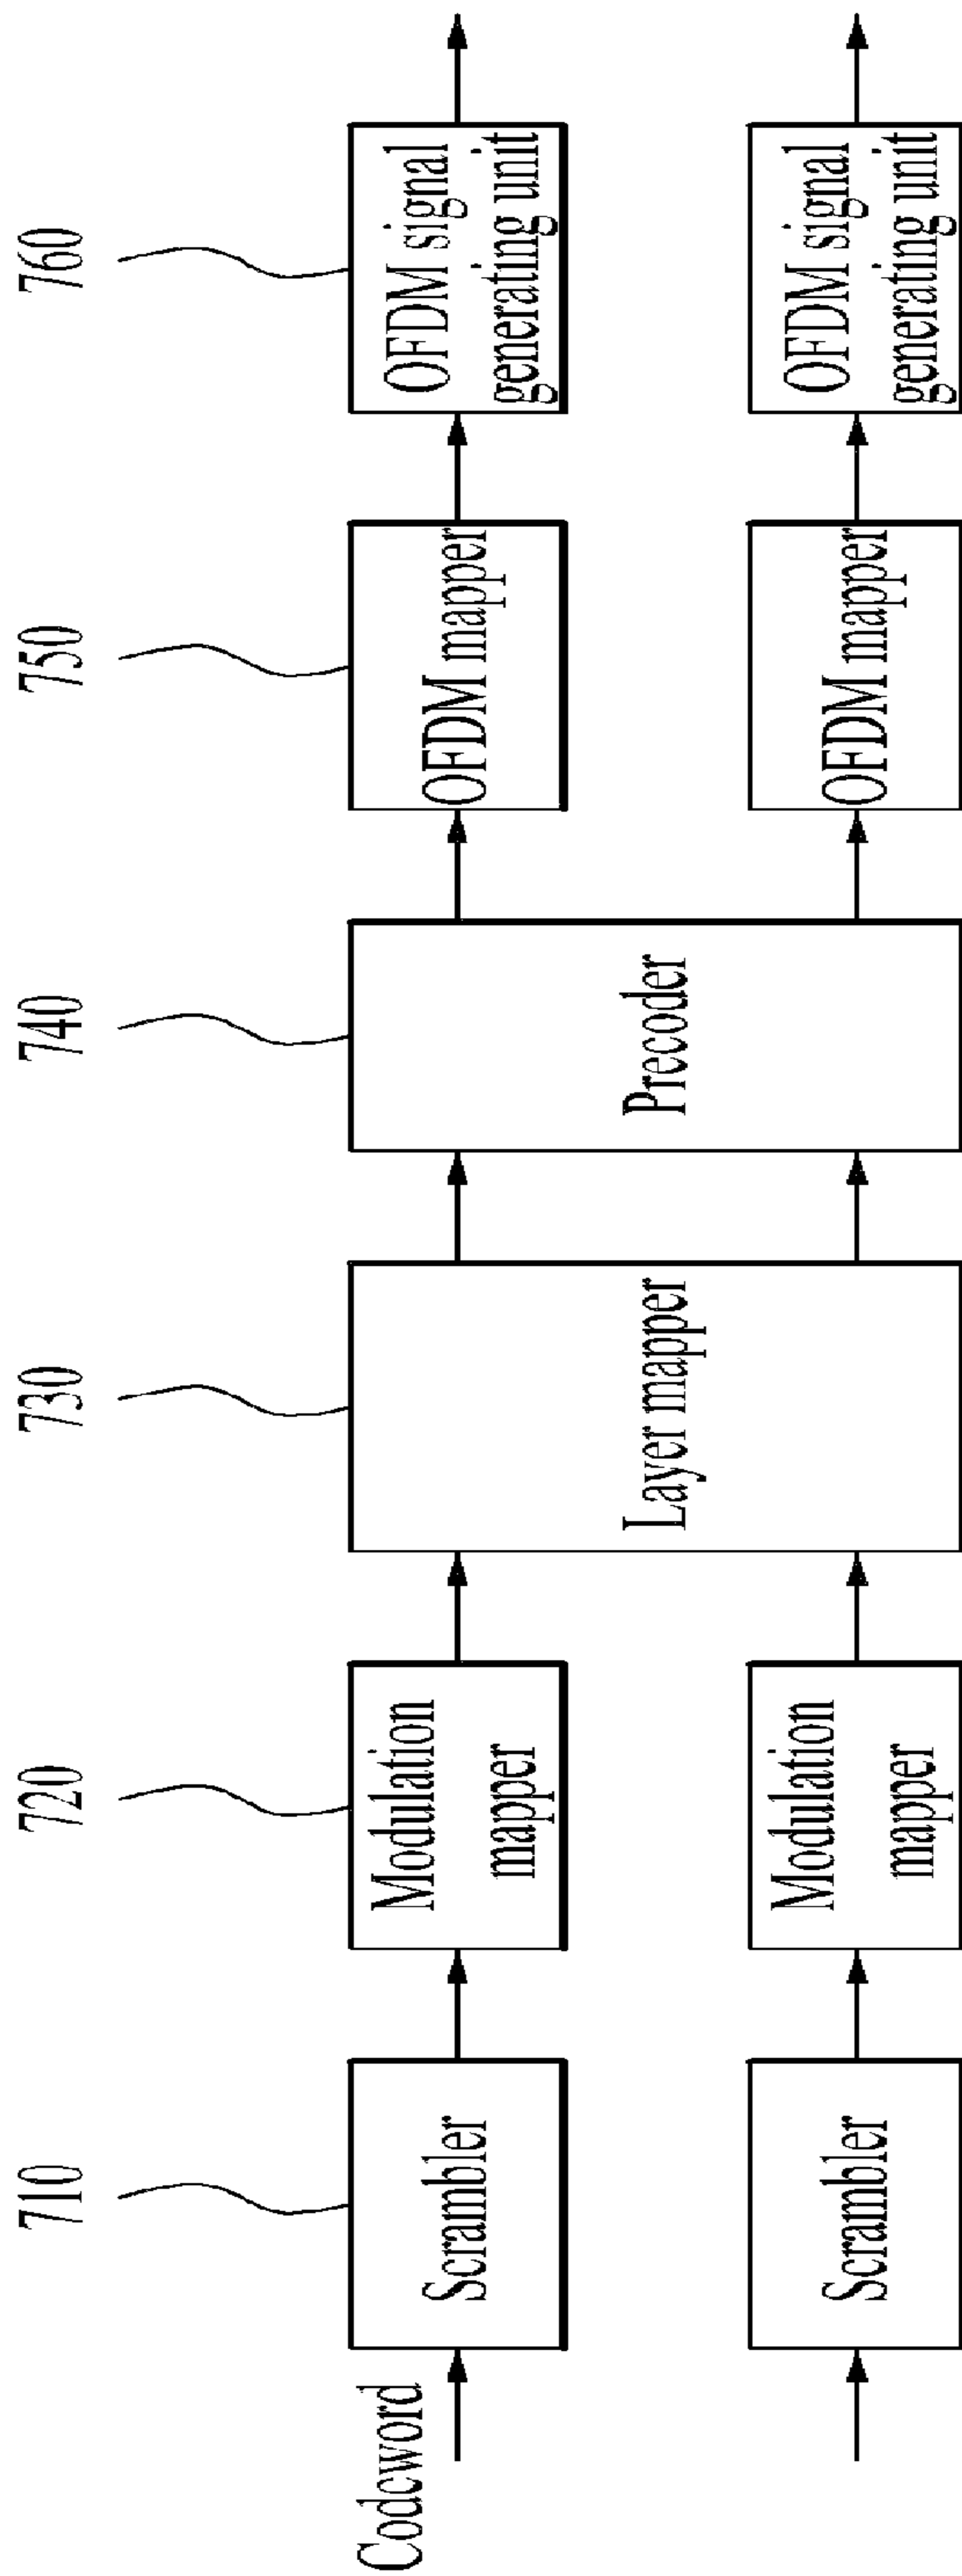 710
720
730
740
750
760
Codeword
Scrambler
Modulation
mapper
Layer mapper
Precoder
OFDM mapper
OFDM signal
generating unit
Scrambler
Modulation
mapper
OFDM mapper
OFDM signal
generating unit